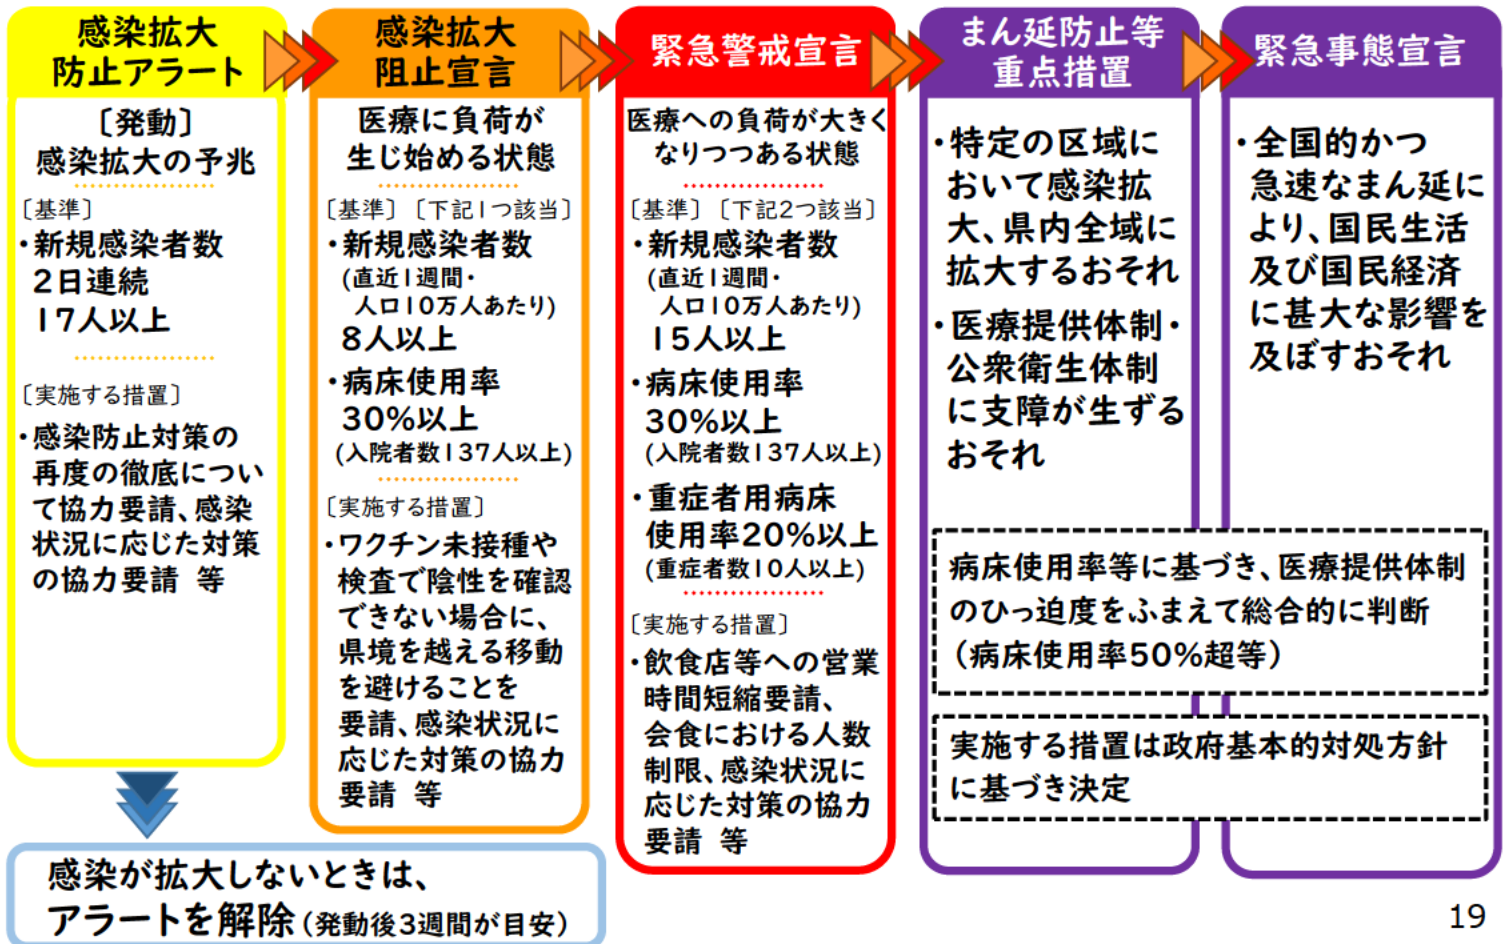 感染拡大
防止アラート
〔発動〕
感染拡大の予兆
〔基準〕
・新規感染者数
2日連続
17人以上
〔実施する措置〕
・感染防止対策の
再度の徹底につい
て協力要請、感染
状況に応じた対策
の協力要請 等
感染が拡大しないときは、
アラートを解除(発動後3週間が目安)
感染拡大
阻止宣言
医療に負荷が
生じ始める状態
〔基準〕〔下記1つ該当〕
・新規感染者数
(直近1週間・
人口10万人あたり)
8人以上
・病床使用率
30%以上
(入院者数137人以上)
〔実施する措置〕
・ワクチン未接種や
検査で陰性を確認
できない場合に、
県境を越える移動
を避けることを
要請、感染状況に
応じた対策の協力
要請 等
緊急警戒宣言
医療への負荷が大きく
なりつつある状態
〔基準〕〔下記2つ該当〕
・新規感染者数
(直近1週間・
人口10万人あたり)
15人以上
・病床使用率
30%以上
(入院者数137人以上)
・重症者用病床
使用率20%以上
(重症者数10人以上)
〔実施する措置〕
・飲食店等への営業
時間短縮要請、
会食における人数
制限、感染状況に
応じた対策の協力
要請 等
まん延防止等
重点措置
・特定の区域に
おいて感染拡
大、県内全域に
拡大するおそれ
・医療提供体制・
公衆衛生体制
に支障が生ずる
おそれ
緊急事態宣言
・全国的かつ
急速なまん延に
より、国民生活
及び国民経済
に甚大な影響を
及ぼすおそれ
病床使用率等に基づき、医療提供体制
のひっ迫度をふまえて総合的に判断
(病床使用率50%超等)
実施する措置は政府基本的対処方針
に基づき決定
19